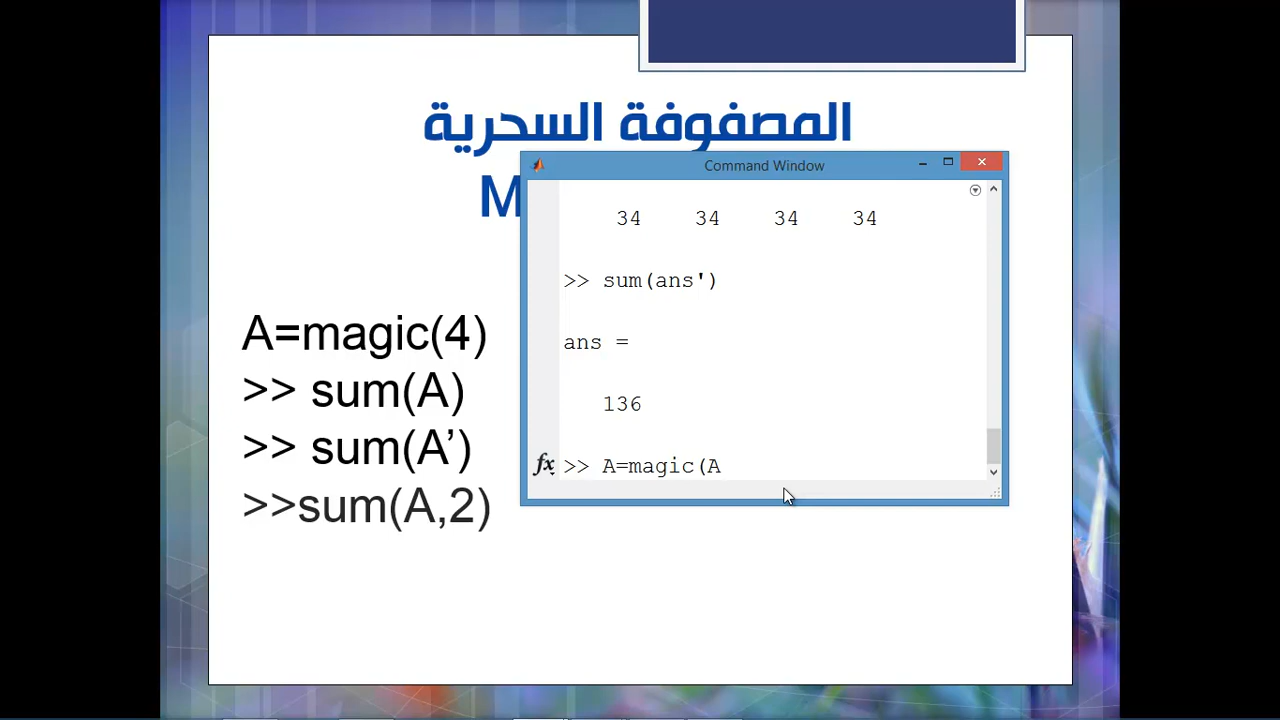 المصفوفة السحرية
M
A=magic(4)
>> sum(A)
>> sum(A’)
>>sum(A,2)
Command Window
34 34 34 34
>> sum(ans')
ans =
136
fx >> A=magic(A